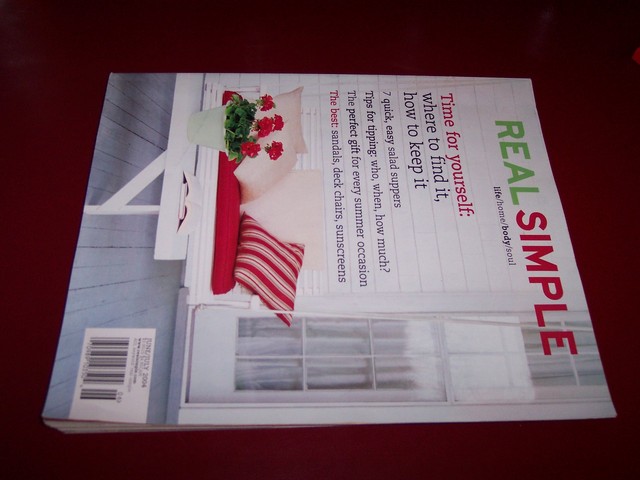 REAL SIMPLE
life/home/body/soul
Time for yourself:
where to find it,
how to keep it
7 quick, easy salad suppers
Tips for tipping: who, when, how much?
The perfect gift for every summer occasion
The best: sandals, deck chairs, sunscreens
JUNE/JULY 2004